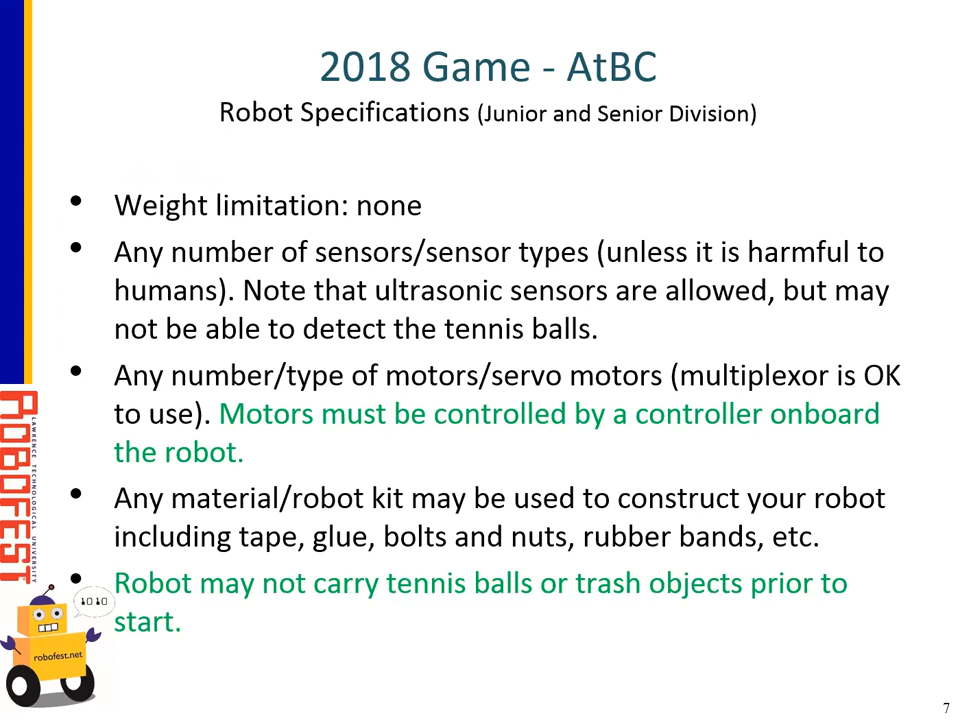 2018 Game - AtBC
Robot Specifications (Junior and Senior Division)
• Weight limitation: none
• Any number of sensors/sensor types (unless it is harmful to
humans). Note that ultrasonic sensors are allowed, but may
not be able to detect the tennis balls.
• Any number/type of motors/servo motors (multiplexor is OK
to use). Motors must be controlled by a controller onboard
the robot.
• Any material/robot kit may be used to construct your robot
including tape, glue, bolts and nuts, rubber bands, etc.
• Robot may not carry tennis balls or trash objects prior to
start.
ROBOFEST
LAWRENCE TECHNOLOGICAL UNIVERSITY
1010
robofest.net
7